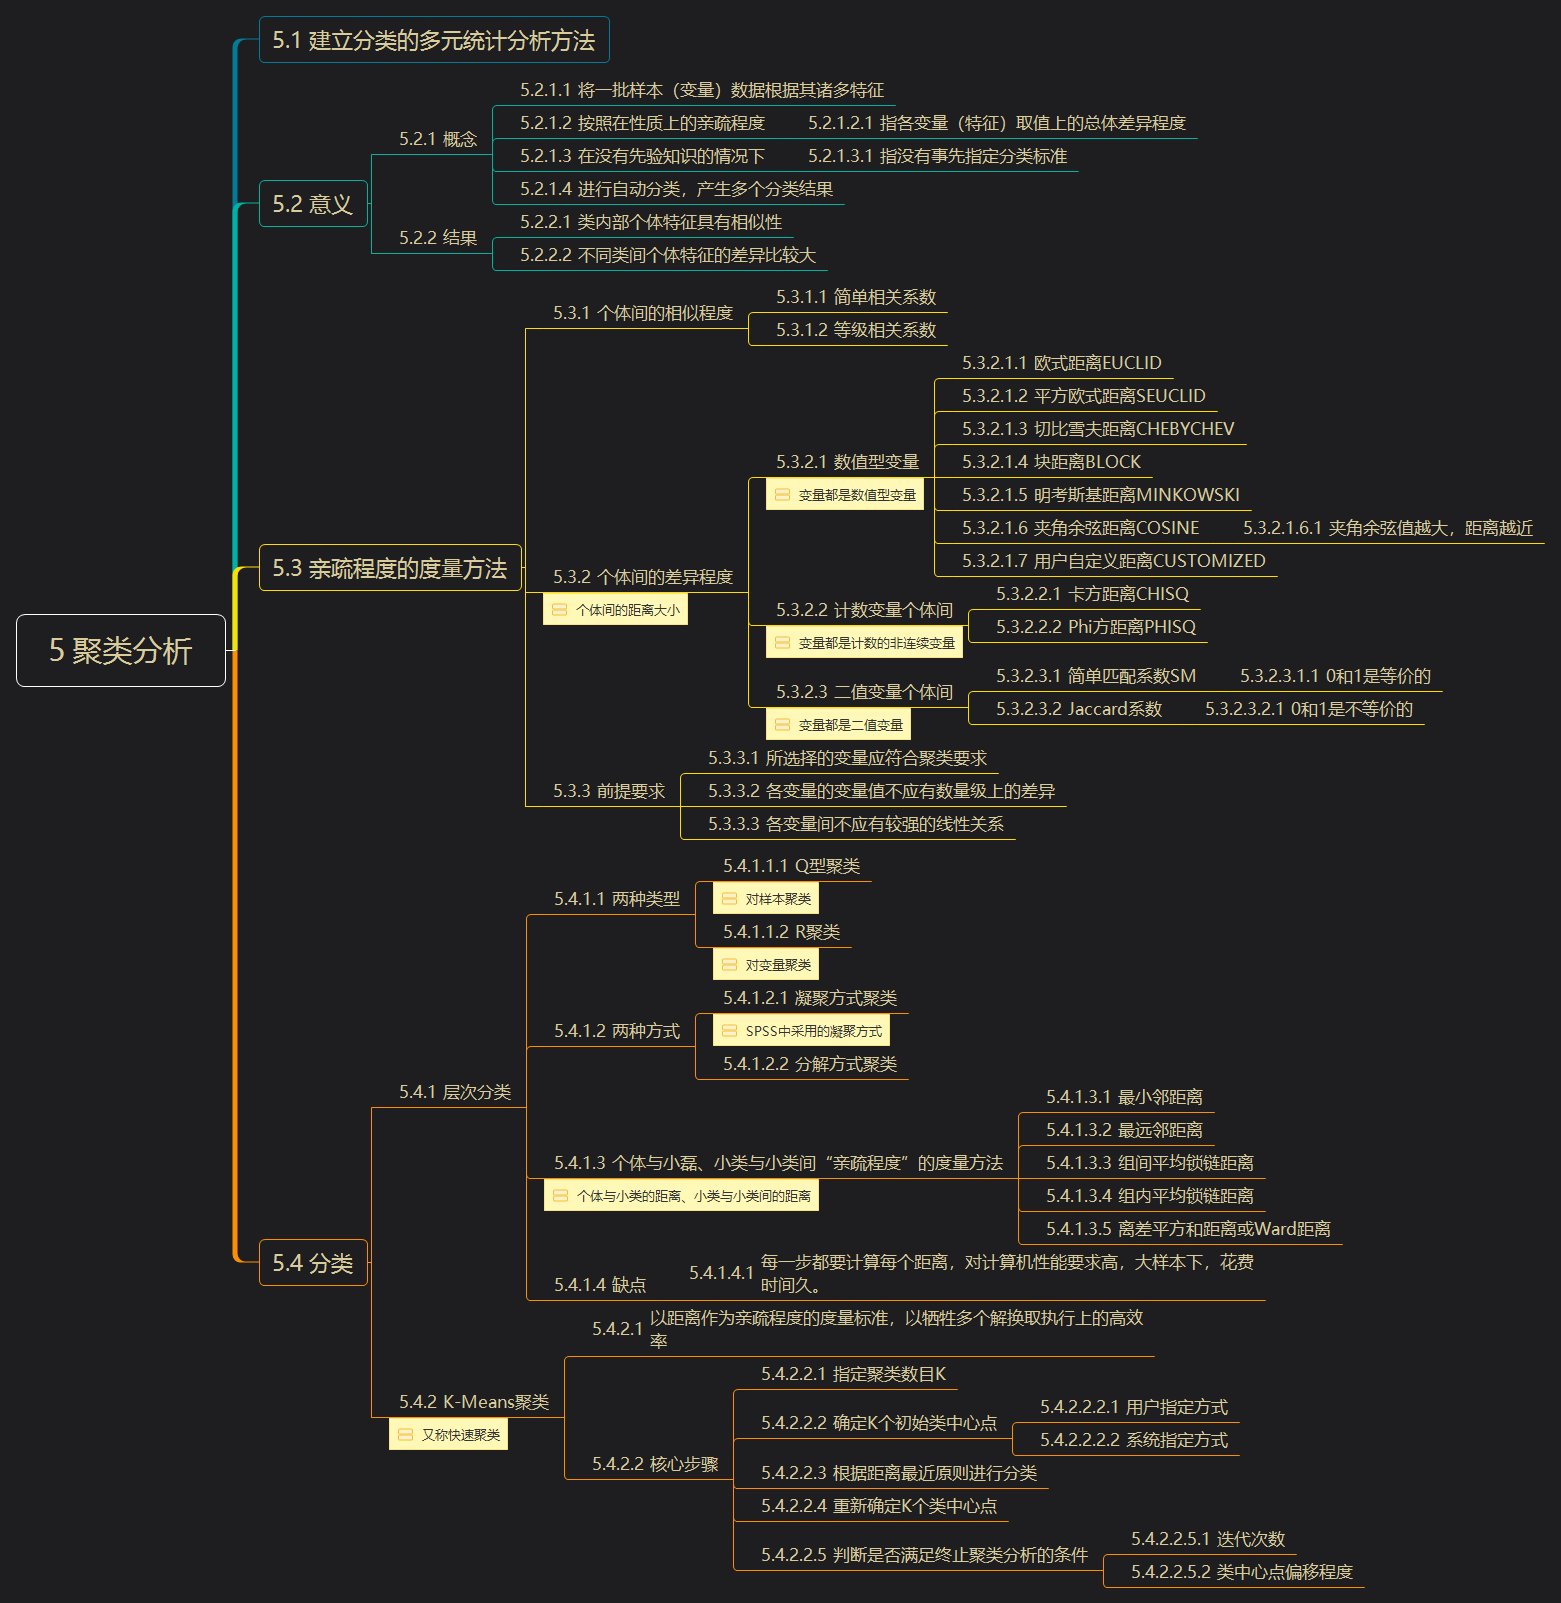 5 聚类分析
5.1 建立分类的多元统计分析方法
5.2 意义
5.2.1 概念
5.2.1.1 将一批样本（变量）数据根据其诸多特征
5.2.1.2 按照在性质上的亲疏程度
5.2.1.2.1 指各变量（特征）取值上的总体差异程度
5.2.1.3 在没有先验知识的情况下
5.2.1.3.1 指没有事先指定分类标准
5.2.1.4 进行自动分类，产生多个分类结果
5.2.2 结果
5.2.2.1 类内部个体特征具有相似性
5.2.2.2 不同类间个体特征的差异比较大
5.3 亲疏程度的度量方法
5.3.1 个体间的相似程度
5.3.1.1 简单相关系数
5.3.1.2 等级相关系数
5.3.2 个体间的差异程度
个体间的距离大小
5.3.2.1 数值型变量
变量都是数值型变量
5.3.2.1.1 欧式距离EUCLID
5.3.2.1.2 平方欧式距离SEUCLID
5.3.2.1.3 切比雪夫距离CHEBYCHEV
5.3.2.1.4 块距离BLOCK
5.3.2.1.5 明考斯基距离MINKOWSKI
5.3.2.1.6 夹角余弦距离COSINE
5.3.2.1.6.1 夹角余弦值越大，距离越近
5.3.2.1.7 用户自定义距离CUSTOMIZED
5.3.2.2 计数变量个体间
变量都是计数的非连续变量
5.3.2.2.1 卡方距离CHISQ
5.3.2.2.2 Phi方距离PHISQ
5.3.2.3 二值变量个体间
变量都是二值变量
5.3.2.3.1 简单匹配系数SM
5.3.2.3.1.1 0和1是等价的
5.3.2.3.2 Jaccard系数
5.3.2.3.2.1 0和1是不等价的
5.3.3 前提要求
5.3.3.1 所选择的变量应符合聚类要求
5.3.3.2 各变量的变量值不应有数量级上的差异
5.3.3.3 各变量间不应有较强的线性关系
5.4 分类
5.4.1 层次分类
5.4.1.1 两种类型
5.4.1.1.1 Q型聚类
对样本聚类
5.4.1.1.2 R聚类
对变量聚类
5.4.1.2 两种方式
5.4.1.2.1 凝聚方式聚类
SPSS中采用的凝聚方式
5.4.1.2.2 分解方式聚类
5.4.1.3 个体与小磊、小类与小类间“亲疏程度”的度量方法
个体与小类的距离、小类与小类间的距离
5.4.1.3.1 最小邻距离
5.4.1.3.2 最远邻距离
5.4.1.3.3 组间平均锁链距离
5.4.1.3.4 组内平均锁链距离
5.4.1.3.5 离差平方和距离或Ward距离
5.4.1.4 缺点
5.4.1.4.1 每一步都要计算每个距离，对计算机性能要求高，大样本下，花费
时间久。
5.4.2 K-Means聚类
又称快速聚类
5.4.2.1 以距离作为亲疏程度的度量标准，以牺牲多个解换取执行上的高效
率
5.4.2.2 核心步骤
5.4.2.2.1 指定聚类数目K
5.4.2.2.2 确定K个初始类中心点
5.4.2.2.2.1 用户指定方式
5.4.2.2.2.2 系统指定方式
5.4.2.2.3 根据距离最近原则进行分类
5.4.2.2.4 重新确定K个类中心点
5.4.2.2.5 判断是否满足终止聚类分析的条件
5.4.2.2.5.1 迭代次数
5.4.2.2.5.2 类中心点偏移程度